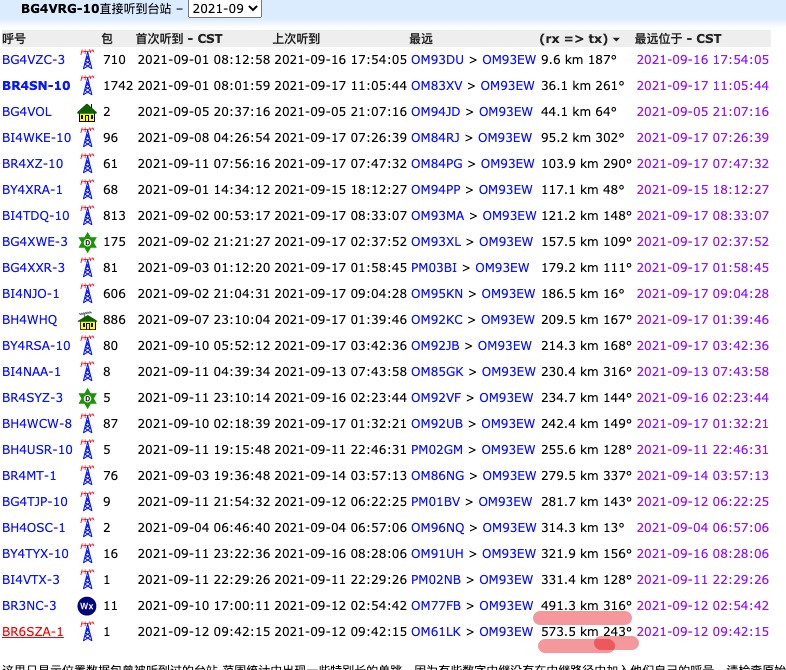 BG4VRG-10直接听到台站 – 2021-09
呼号 包 首次听到 - CST 上次听到 最远 (rx => tx) 最远位于 - CST
BG4VZC-3 710 2021-09-01 08:12:58 2021-09-16 17:54:05 OM93DU > OM93EW 9.6 km 187° 2021-09-16 17:54:05
BR4SN-10 1742 2021-09-01 08:01:59 2021-09-17 11:05:44 OM83XV > OM93EW 36.1 km 261° 2021-09-17 11:05:44
BG4VOL 2 2021-09-05 20:37:16 2021-09-05 21:07:16 OM94JD > OM93EW 44.1 km 64° 2021-09-05 21:07:16
BI4WKE-10 96 2021-09-08 04:26:54 2021-09-17 07:26:39 OM84RJ > OM93EW 95.2 km 302° 2021-09-17 07:26:39
BR4XZ-10 61 2021-09-11 07:56:16 2021-09-17 07:47:32 OM84PG > OM93EW 103.9 km 290° 2021-09-17 07:47:32
BY4XRA-1 68 2021-09-01 14:34:12 2021-09-15 18:12:27 OM94PP > OM93EW 117.1 km 48° 2021-09-15 18:12:27
BI4TDQ-10 813 2021-09-02 00:53:17 2021-09-17 08:33:07 OM93MA > OM93EW 121.2 km 148° 2021-09-17 08:33:07
BG4XWE-3 D 175 2021-09-02 21:21:27 2021-09-17 02:37:52 OM93XL > OM93EW 157.5 km 109° 2021-09-17 02:37:52
BG4XXR-3 81 2021-09-03 01:12:20 2021-09-17 01:58:45 PM03BI > OM93EW 179.2 km 111° 2021-09-17 01:58:45
BI4NJO-1 606 2021-09-02 21:04:31 2021-09-17 09:04:28 OM95KN > OM93EW 186.5 km 16° 2021-09-17 09:04:28
BH4WHQ 886 2021-09-07 23:10:04 2021-09-17 01:39:46 OM92KC > OM93EW 209.5 km 167° 2021-09-17 01:39:46
BY4RSA-10 80 2021-09-10 05:52:12 2021-09-17 03:42:36 OM92JB > OM93EW 214.3 km 168° 2021-09-17 03:42:36
BI4NAA-1 8 2021-09-11 04:39:34 2021-09-13 07:43:58 OM85GK > OM93EW 230.4 km 316° 2021-09-13 07:43:58
BR4SYZ-3 D 5 2021-09-11 23:10:14 2021-09-16 02:23:44 OM92VF > OM93EW 234.7 km 144° 2021-09-16 02:23:44
BH4WCW-8 87 2021-09-10 02:18:39 2021-09-17 01:32:21 OM92UB > OM93EW 242.4 km 149° 2021-09-17 01:32:21
BH4USR-10 5 2021-09-11 19:15:48 2021-09-11 22:46:31 PM02GM > OM93EW 255.6 km 128° 2021-09-11 22:46:31
BR4MT-1 76 2021-09-03 19:36:48 2021-09-14 03:57:13 OM86NG > OM93EW 279.5 km 337° 2021-09-14 03:57:13
BG4TJP-10 9 2021-09-11 21:54:32 2021-09-12 06:22:25 PM01BV > OM93EW 281.7 km 143° 2021-09-12 06:22:25
BH4OSC-1 2 2021-09-04 06:46:40 2021-09-04 06:57:06 OM96NQ > OM93EW 314.3 km 13° 2021-09-04 06:57:06
BY4TYX-10 16 2021-09-11 23:22:36 2021-09-16 08:28:06 OM91UH > OM93EW 321.9 km 156° 2021-09-16 08:28:06
BI4VTX-3 1 2021-09-11 22:29:26 2021-09-11 22:29:26 PM02NB > OM93EW 331.4 km 128° 2021-09-11 22:29:26
BR3NC-3 Wx 11 2021-09-10 17:00:11 2021-09-12 02:54:42 OM77FB > OM93EW 491.3 km 316° 2021-09-12 02:54:42
BR6SZA-1 1 2021-09-12 09:42:15 2021-09-12 09:42:15 OM61LK > OM93EW 573.5 km 243° 2021-09-12 09:42:15